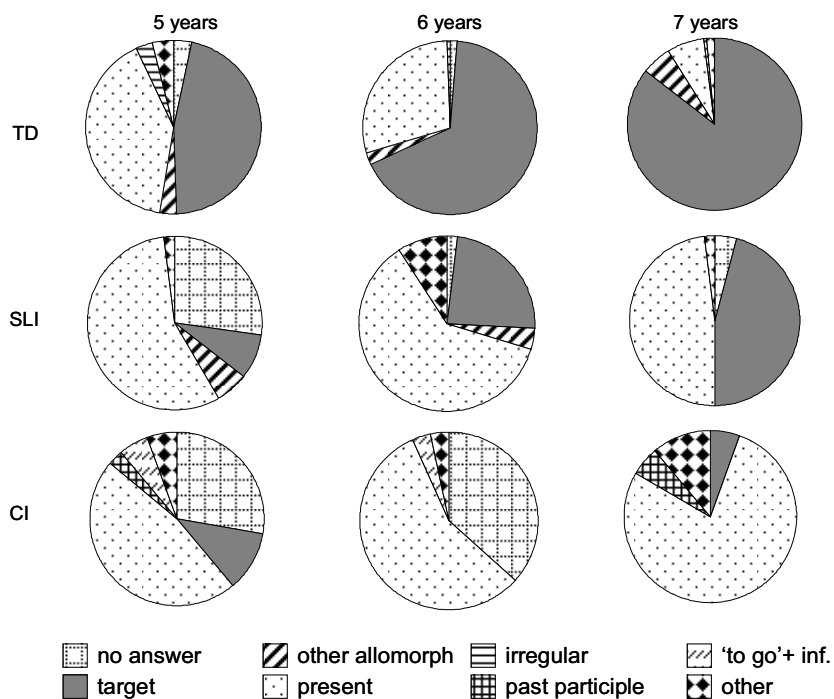 5 years 6 years 7 years
TD
SLI
CI
no answer other allomorph irregular ‘to go’+ inf.
target present past participle other